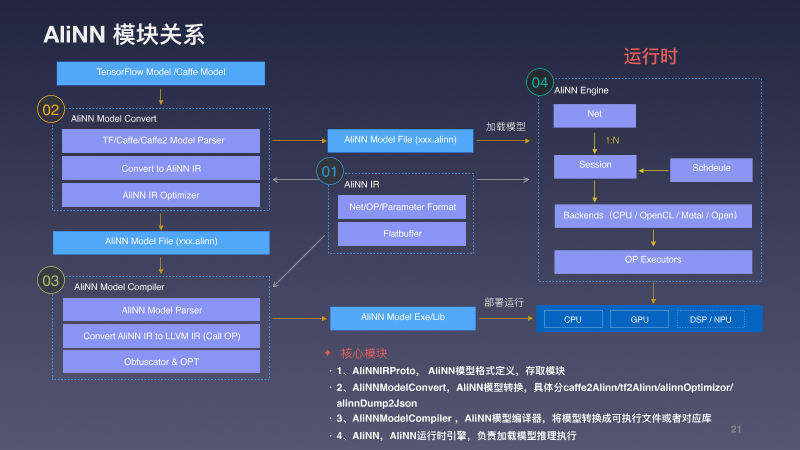 AliNN 模块关系
运行时
TensorFlow Model /Caffe Model
02
AliNN Model Convert
TF/Caffe/Caffe2 Model Parser
Convert to AliNN IR
AliNN IR Optimizer
AliNN Model File (xxx.alinn)
03
AliNN Model Compiler
AliNN Model Parser
Convert AliNN IR to LLVM IR (Call OP)
Obfuscator & OPT
AliNN Model File (xxx.alinn)
加载模型
01
AliNN IR
Net/OP/Parameter Format
Flatbuffer
AliNN Model Exe/Lib
部署运行
04
AliNN Engine
Net
1:N
Session
Schdeule
Backends（CPU / OpenCL / Metal / Open）
OP Executors
CPU
GPU
DSP / NPU
✦ 核心模块
· 1、AliNNIRProto， AliNN模型格式定义，存取模块
· 2、AliNNModelConvert，AliNN模型转换，具体分caffe2Alinn/tf2Alinn/alinnOptimizor/
alinnDump2Json
· 3、AliNNModelCompiler ，AliNN模型编译器，将模型转换成可执行文件或者对应库
· 4、AliNN，AliNN运行时引擎，负责加载模型推理执行
21